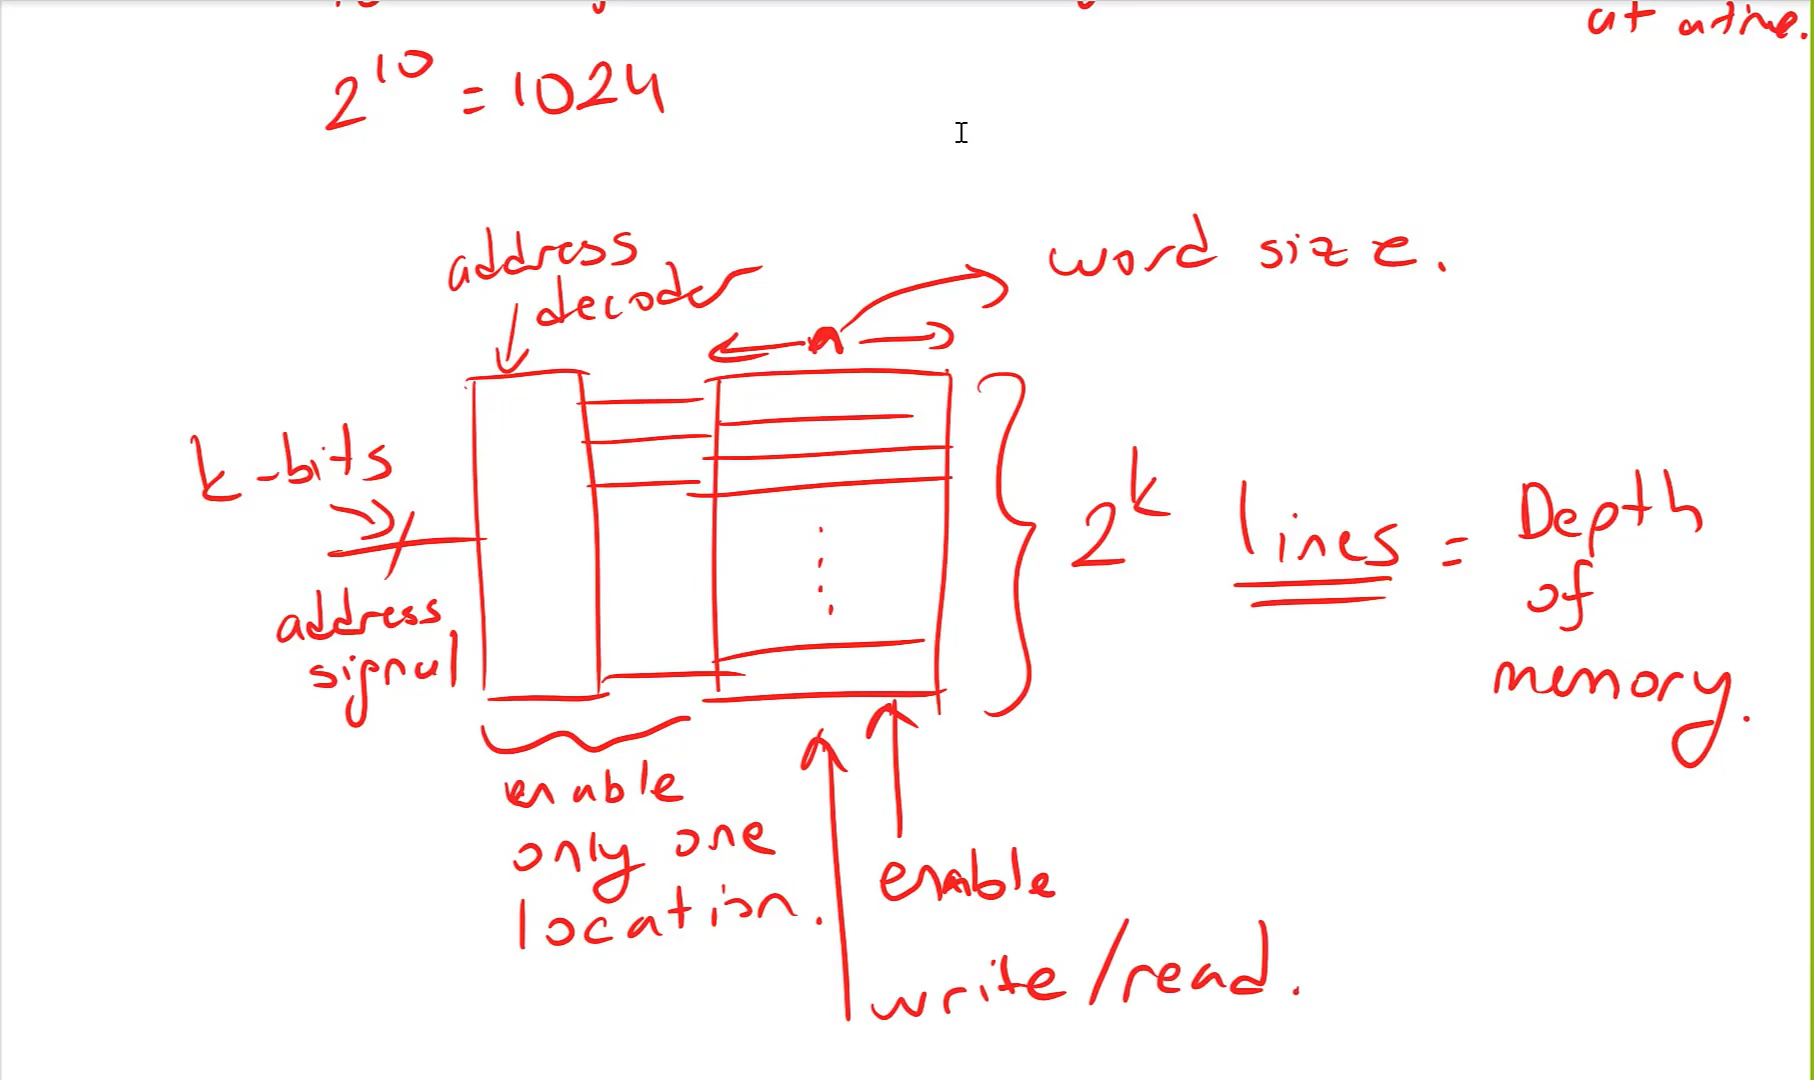 at a time.
2^10 = 1024
address
decoder
n
word size.
k-bits
address
signal
2^k lines = Depth
of
memory.
enable
only one
location.
enable
write/read.